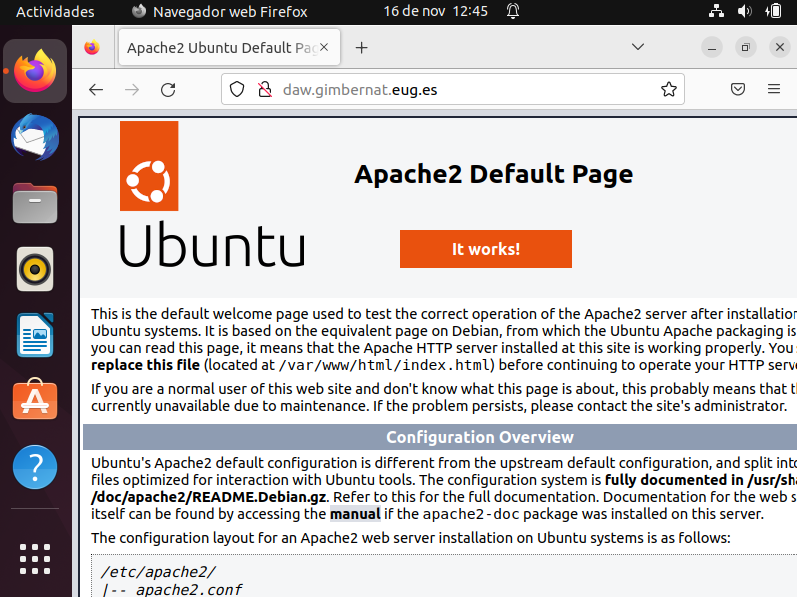 Actividades
Navegador web Firefox
16 de nov 12:45
Apache2 Ubuntu Default Pag
daw.gimbernat.eug.es
Ubuntu
Apache2 Default Page
It works!
This is the default welcome page used to test the correct operation of the Apache2 server after installation
Ubuntu systems. It is based on the equivalent page on Debian, from which the Ubuntu Apache packaging is
you can read this page, it means that the Apache HTTP server installed at this site is working properly. You
replace this file (located at /var/www/html/index.html) before continuing to operate your HTTP serve
If you are a normal user of this web site and don't know what this page is about, this probably means that t
currently unavailable due to maintenance. If the problem persists, please contact the site's administrator.
Configuration Overview
Ubuntu's Apache2 default configuration is different from the upstream default configuration, and split into
files optimized for interaction with Ubuntu tools. The configuration system is fully documented in /usr/sha
/doc/apache2/README.Debian.gz. Refer to this for the full documentation. Documentation for the web s
itself can be found by accessing the manual if the apache2-doc package was installed on this server.
The configuration layout for an Apache2 web server installation on Ubuntu systems is as follows:
/etc/apache2/
|-- apache2.conf